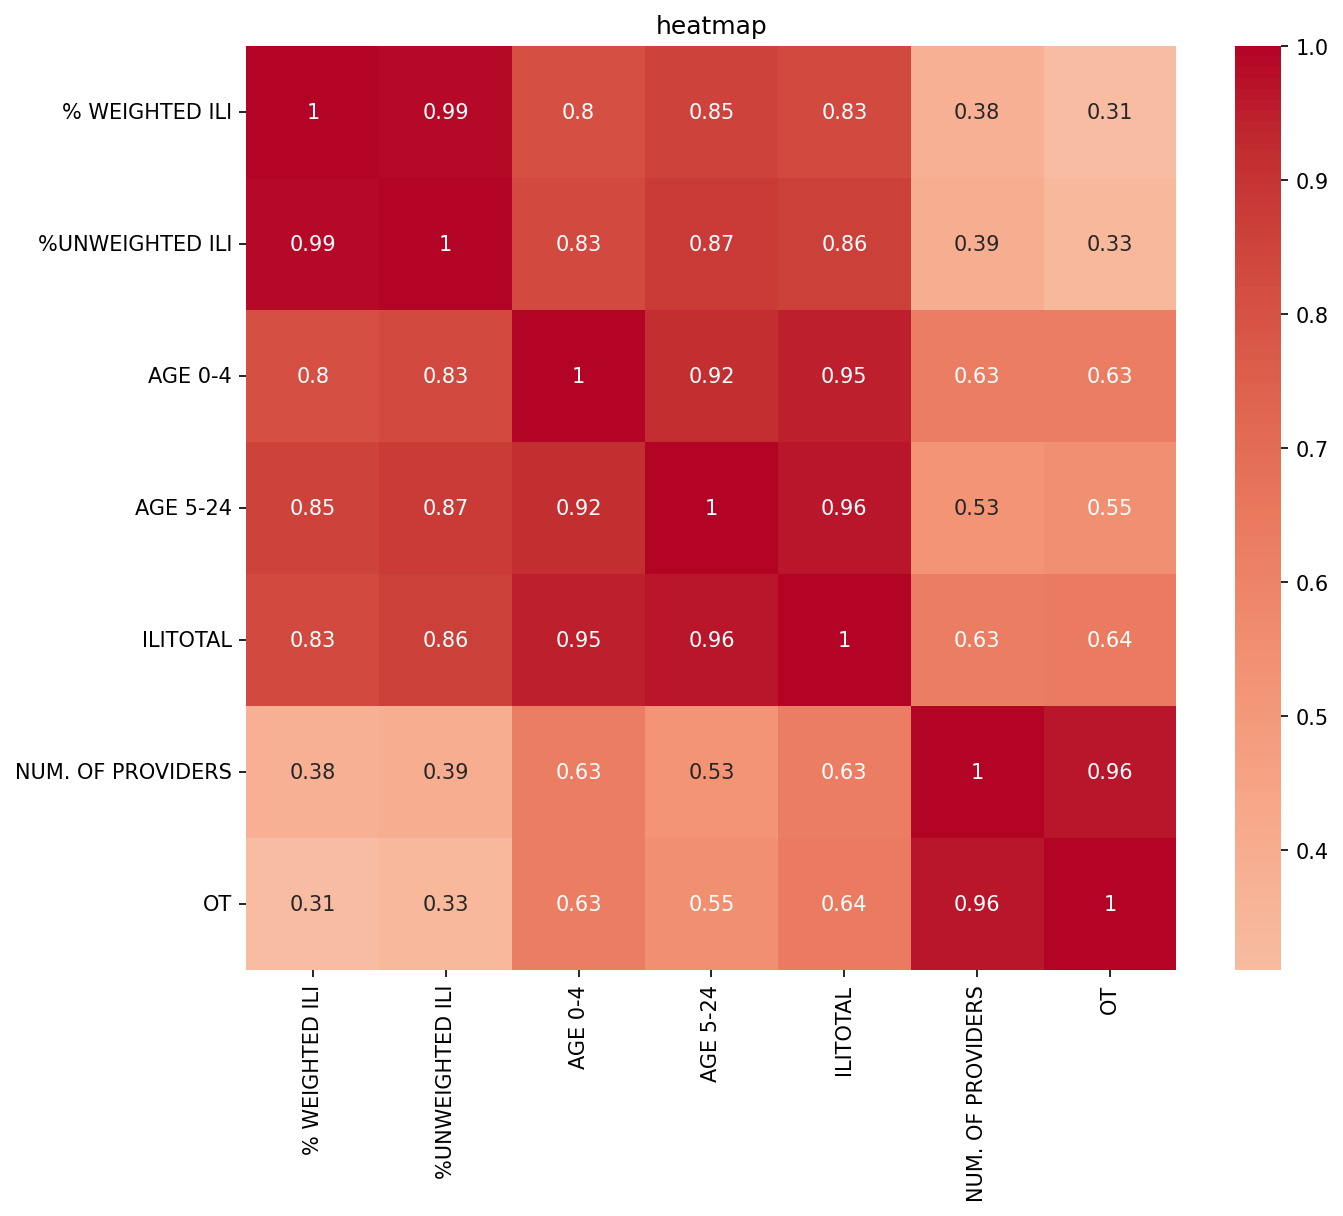 heatmap
% WEIGHTED ILI 1 0.99 0.8 0.85 0.83 0.38 0.31
%UNWEIGHTED ILI 0.99 1 0.83 0.87 0.86 0.39 0.33
AGE 0-4 0.8 0.83 1 0.92 0.95 0.63 0.63
AGE 5-24 0.85 0.87 0.92 1 0.96 0.53 0.55
ILITOTAL 0.83 0.86 0.95 0.96 1 0.63 0.64
NUM. OF PROVIDERS 0.38 0.39 0.63 0.53 0.63 1 0.96
OT 0.31 0.33 0.63 0.55 0.64 0.96 1
% WEIGHTED ILI
%UNWEIGHTED ILI
AGE 0-4
AGE 5-24
ILITOTAL
NUM. OF PROVIDERS
OT
1.0
0.9
0.8
0.7
0.6
0.5
0.4